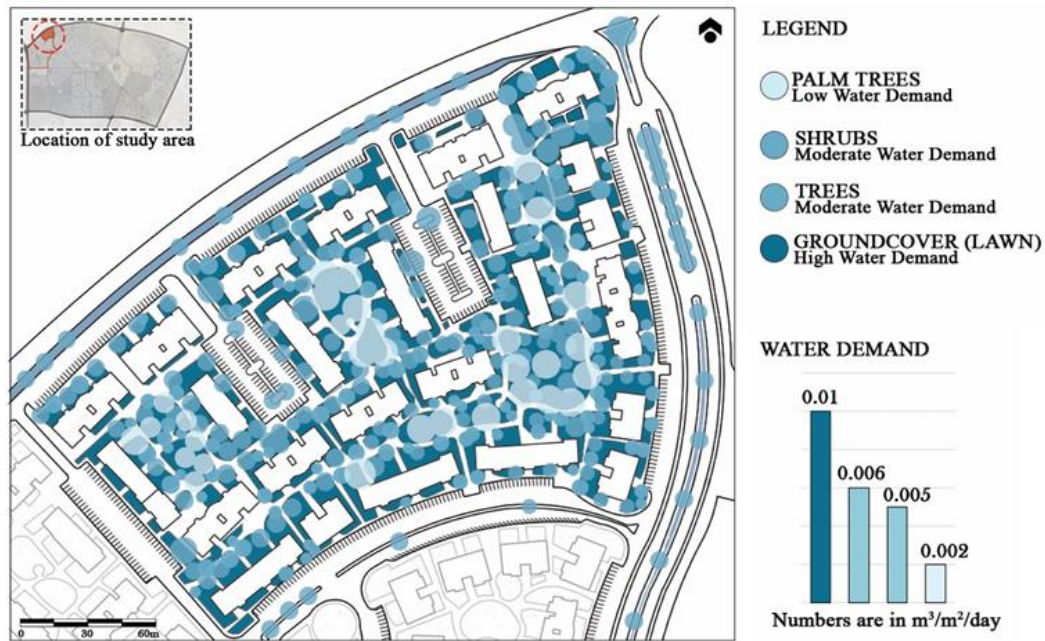 Location of study area
0 30 60m
LEGEND
PALM TREES
Low Water Demand
SHRUBS
Moderate Water Demand
TREES
Moderate Water Demand
GROUNDCOVER (LAWN)
High Water Demand
WATER DEMAND
0.01
0.006
0.005
0.002
Numbers are in m³/m²/day